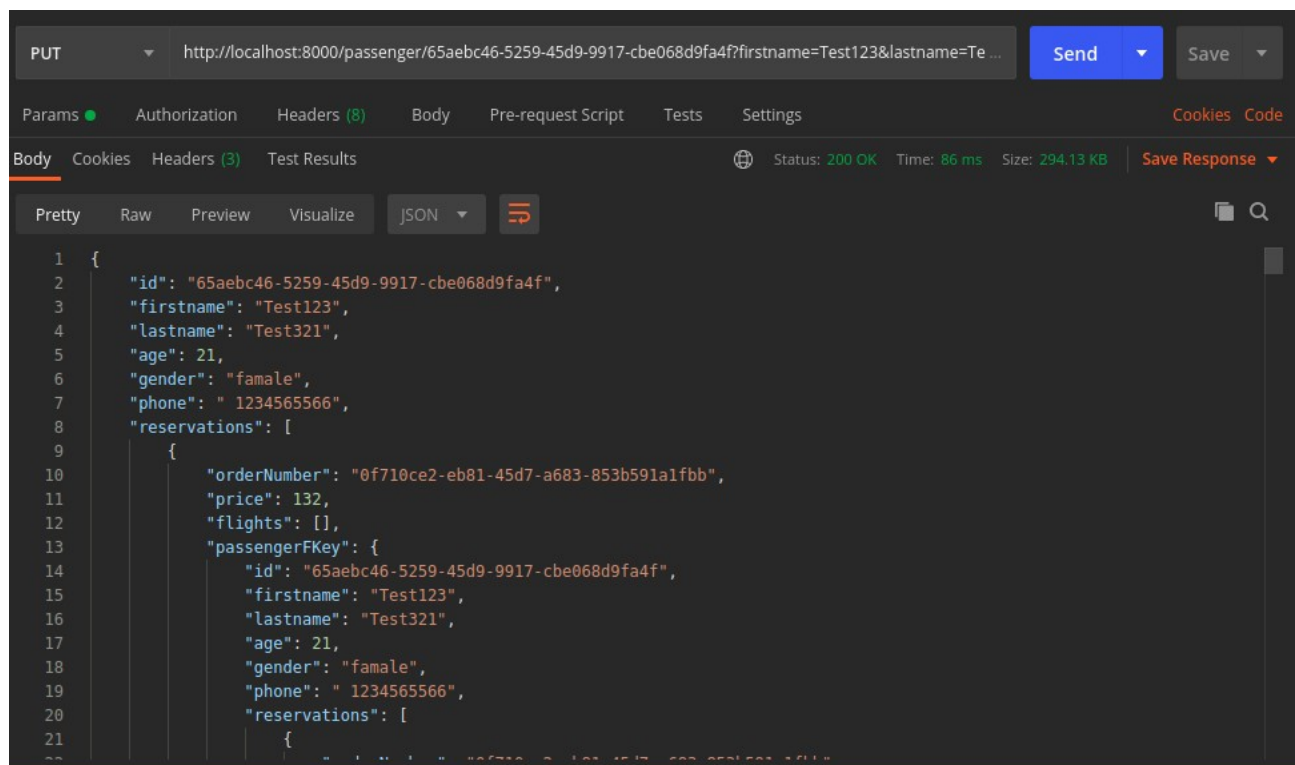 PUT http://localhost:8000/passenger/65aebc46-5259-45d9-9917-cbe068d9fa4f?firstname=Test123&lastname=Te ... Send Save
Params Authorization Headers (8) Body Pre-request Script Tests Settings Cookies Code
Body Cookies Headers (3) Test Results Status: 200 OK Time: 86 ms Size: 294.13 KB Save Response
Pretty Raw Preview Visualize JSON
1 {
2 "id": "65aebc46-5259-45d9-9917-cbe068d9fa4f",
3 "firstname": "Test123",
4 "lastname": "Test321",
5 "age": 21,
6 "gender": "famale",
7 "phone": " 1234565566",
8 "reservations": [
9 {
10 "orderNumber": "0f710ce2-eb81-45d7-a683-853b591a1fbb",
11 "price": 132,
12 "flights": [],
13 "passengerFKey": {
14 "id": "65aebc46-5259-45d9-9917-cbe068d9fa4f",
15 "firstname": "Test123",
16 "lastname": "Test321",
17 "age": 21,
18 "gender": "famale",
19 "phone": " 1234565566",
20 "reservations": [
21 {